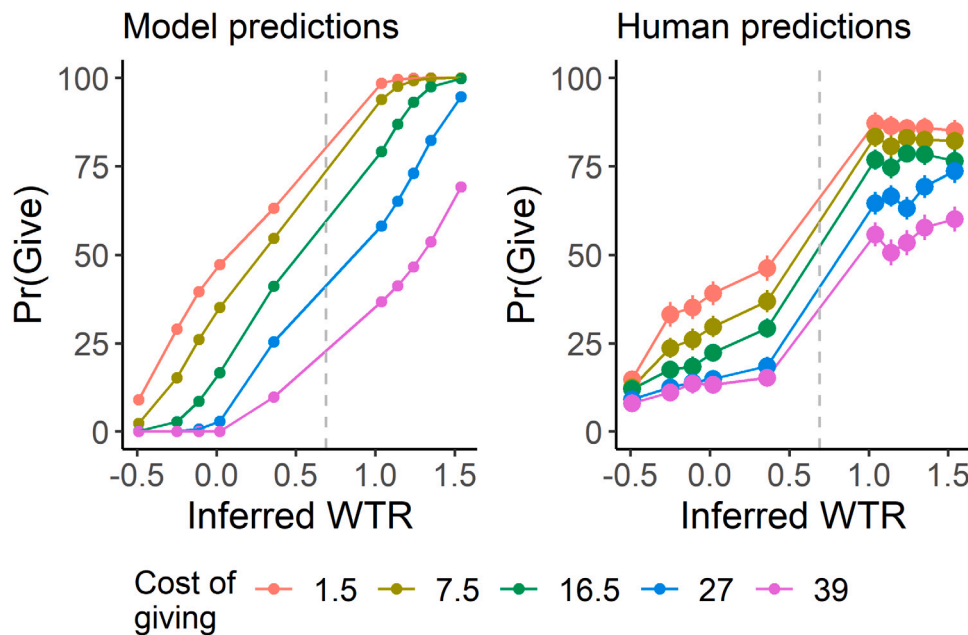 Model predictions
Human predictions
Pr(Give)
100
75
50
25
0
-0.5 0.0 0.5 1.0 1.5
Inferred WTR
Pr(Give)
100
75
50
25
0
-0.5 0.0 0.5 1.0 1.5
Inferred WTR
Cost of
giving
1.5 7.5 16.5 27 39